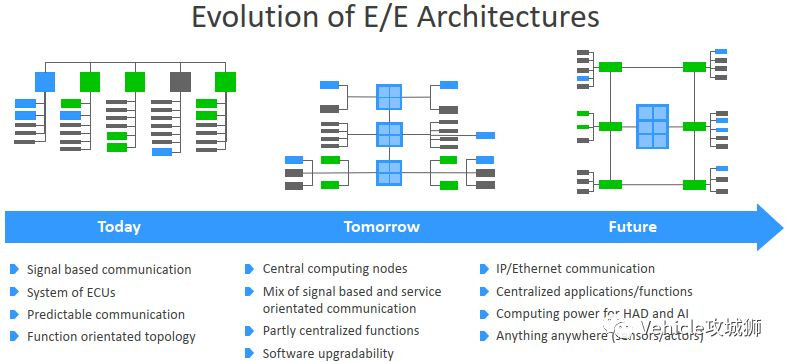 Evolution of E/E Architectures
Today
Tomorrow
Future
Signal based communication
System of ECUs
Predictable communication
Function orientated topology
Central computing nodes
Mix of signal based and service
orientated communication
Partly centralized functions
Software upgradability
IP/Ethernet communication
Centralized applications/functions
Computing power for HAD and AI
Anything anywhere (sensors/actors)
Vehicle攻城狮